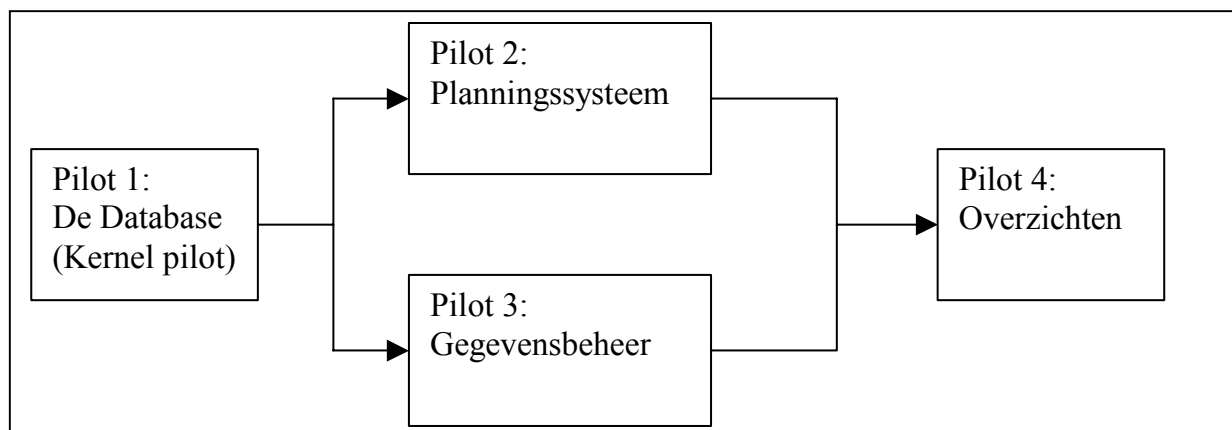 Pilot 1:
De Database
(Kernel pilot)
Pilot 2:
Planningssysteem
Pilot 3:
Gegevensbeheer
Pilot 4:
Overzichten